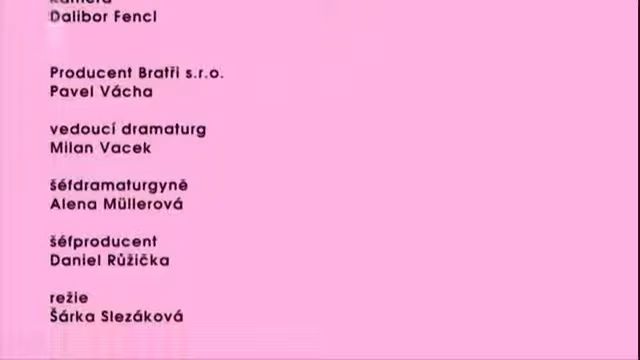 kamera
Dalibor Fencl
Producent Bratři s.r.o.
Pavel Vácha
vedoucí dramaturg
Milan Vacek
šéfdramaturgyně
Alena Müllerová
šéfproducent
Daniel Růžička
režie
Šárka Slezáková